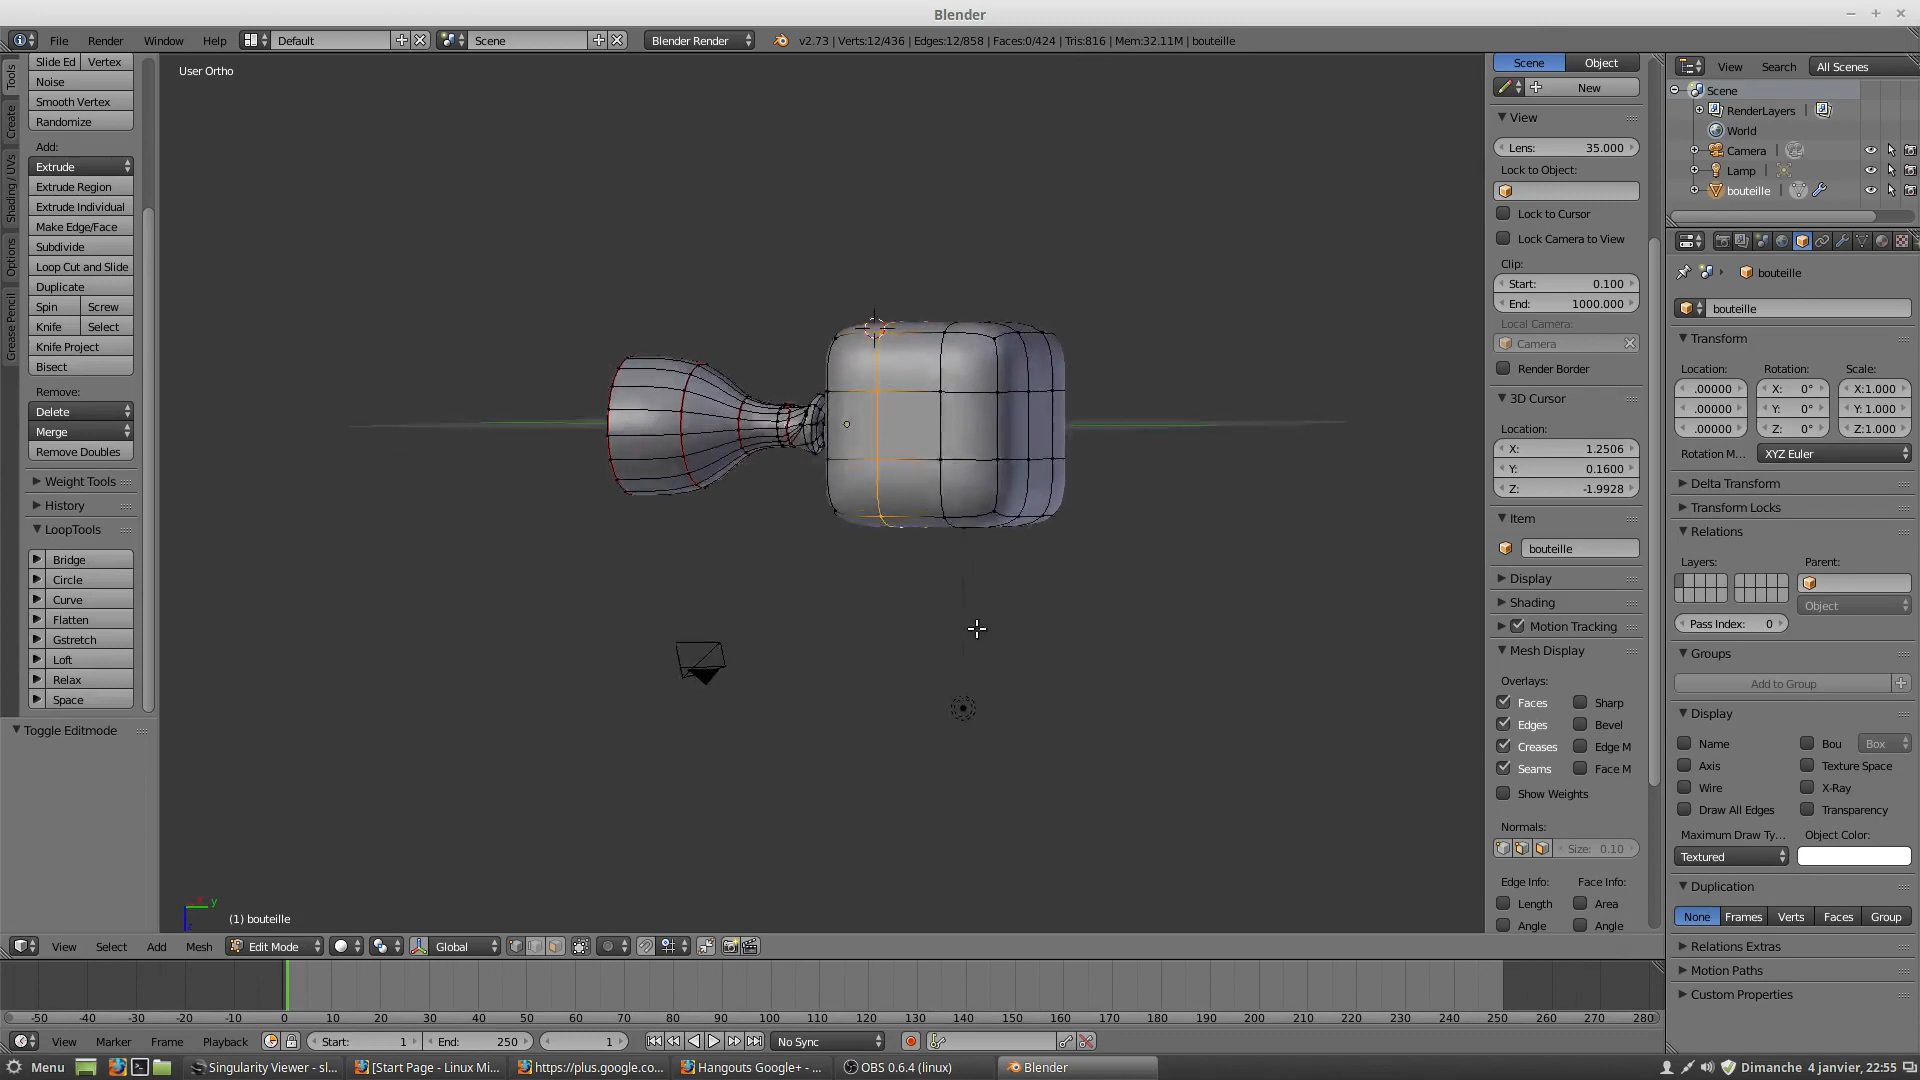 Blender
File Render Window Help Default Scene Blender Render v2.73 | Verts:12/436 | Edges:12/858 | Faces:0/424 | Tris:816 | Mem:32.11M | bouteille
Tools
Create
Shading / UVs
Options
Grease Pencil
Slide Ed Vertex
Noise
Smooth Vertex
Randomize
Add:
Extrude
Extrude Region
Extrude Individual
Make Edge/Face
Subdivide
Loop Cut and Slide
Duplicate
Spin Screw
Knife Select
Knife Project
Bisect
Remove:
Delete
Merge
Remove Doubles
Weight Tools
History
LoopTools
Bridge
Circle
Curve
Flatten
Gstretch
Loft
Relax
Space
Toggle Editmode
User Ortho
y
(1) bouteille
Scene Object
New
View
Lens: 35.000
Lock to Object:
Lock to Cursor
Lock Camera to View
Clip:
Start: 0.100
End: 1000.000
Local Camera:
Camera
Render Border
3D Cursor
Location:
X: 1.2506
Y: 0.1600
Z: -1.9928
Item
bouteille
Display
Shading
Motion Tracking
Mesh Display
Overlays:
Faces Sharp
Edges Bevel
Creases Edge M
Seams Face M
Show Weights
Normals:
Size: 0.10
Edge Info: Face Info:
Length Area
Angle Angle
View Search All Scenes
Scene
RenderLayers
World
Camera
Lamp
bouteille
bouteille
bouteille
Transform
Location: Rotation: Scale:
.00000 X: 0° X:1.000
.00000 Y: 0° Y: 1.000
.00000 Z: 0° Z:1.000
Rotation M... XYZ Euler
Delta Transform
Transform Locks
Relations
Layers: Parent:
Object
Pass Index: 0
Groups
Add to Group
Display
Name Bou Box
Axis Texture Space
Wire X-Ray
Draw All Edges Transparency
Maximum Draw Ty... Object Color:
Textured
Duplication
None Frames Verts Faces Group
Relations Extras
Motion Paths
Custom Properties
View Select Add Mesh Edit Mode Global
-50 -40 -30 -20 -10 0 10 20 30 40 50 60 70 80 90 100 110 120 130 140 150 160 170 180 190 200 210 220 230 240 250 260 270 280
View Marker Frame Playback Start: 1 End: 250 1 No Sync
Menu Singularity Viewer - sl... [Start Page - Linux Mi... https://plus.google.co... Hangouts Google+ - ... OBS 0.6.4 (linux) Blender Dimanche 4 janvier, 22:55